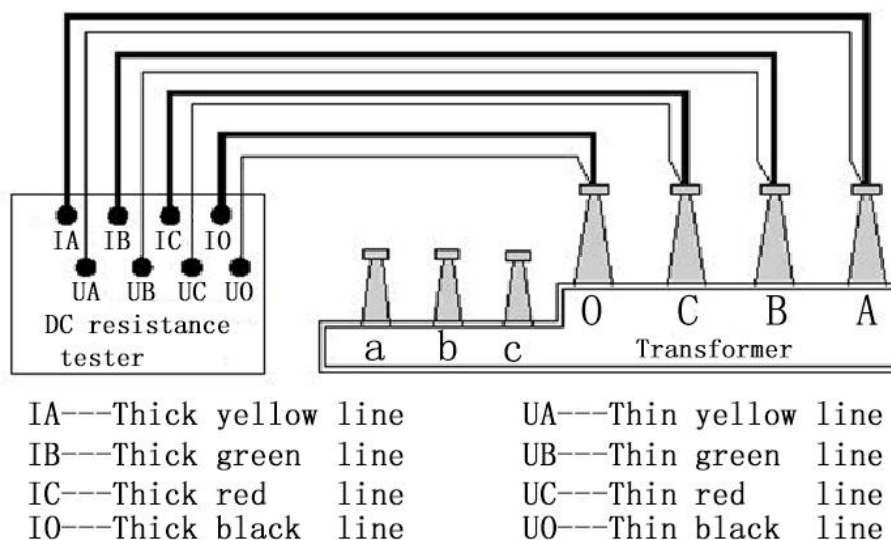 IA IB IC IO
UA UB UC UO
DC resistance
tester
a b c
O C B A
Transformer
IA---Thick yellow line
IB---Thick green line
IC---Thick red line
IO---Thick black line
UA---Thin yellow line
UB---Thin green line
UC---Thin red line
UO---Thin black line